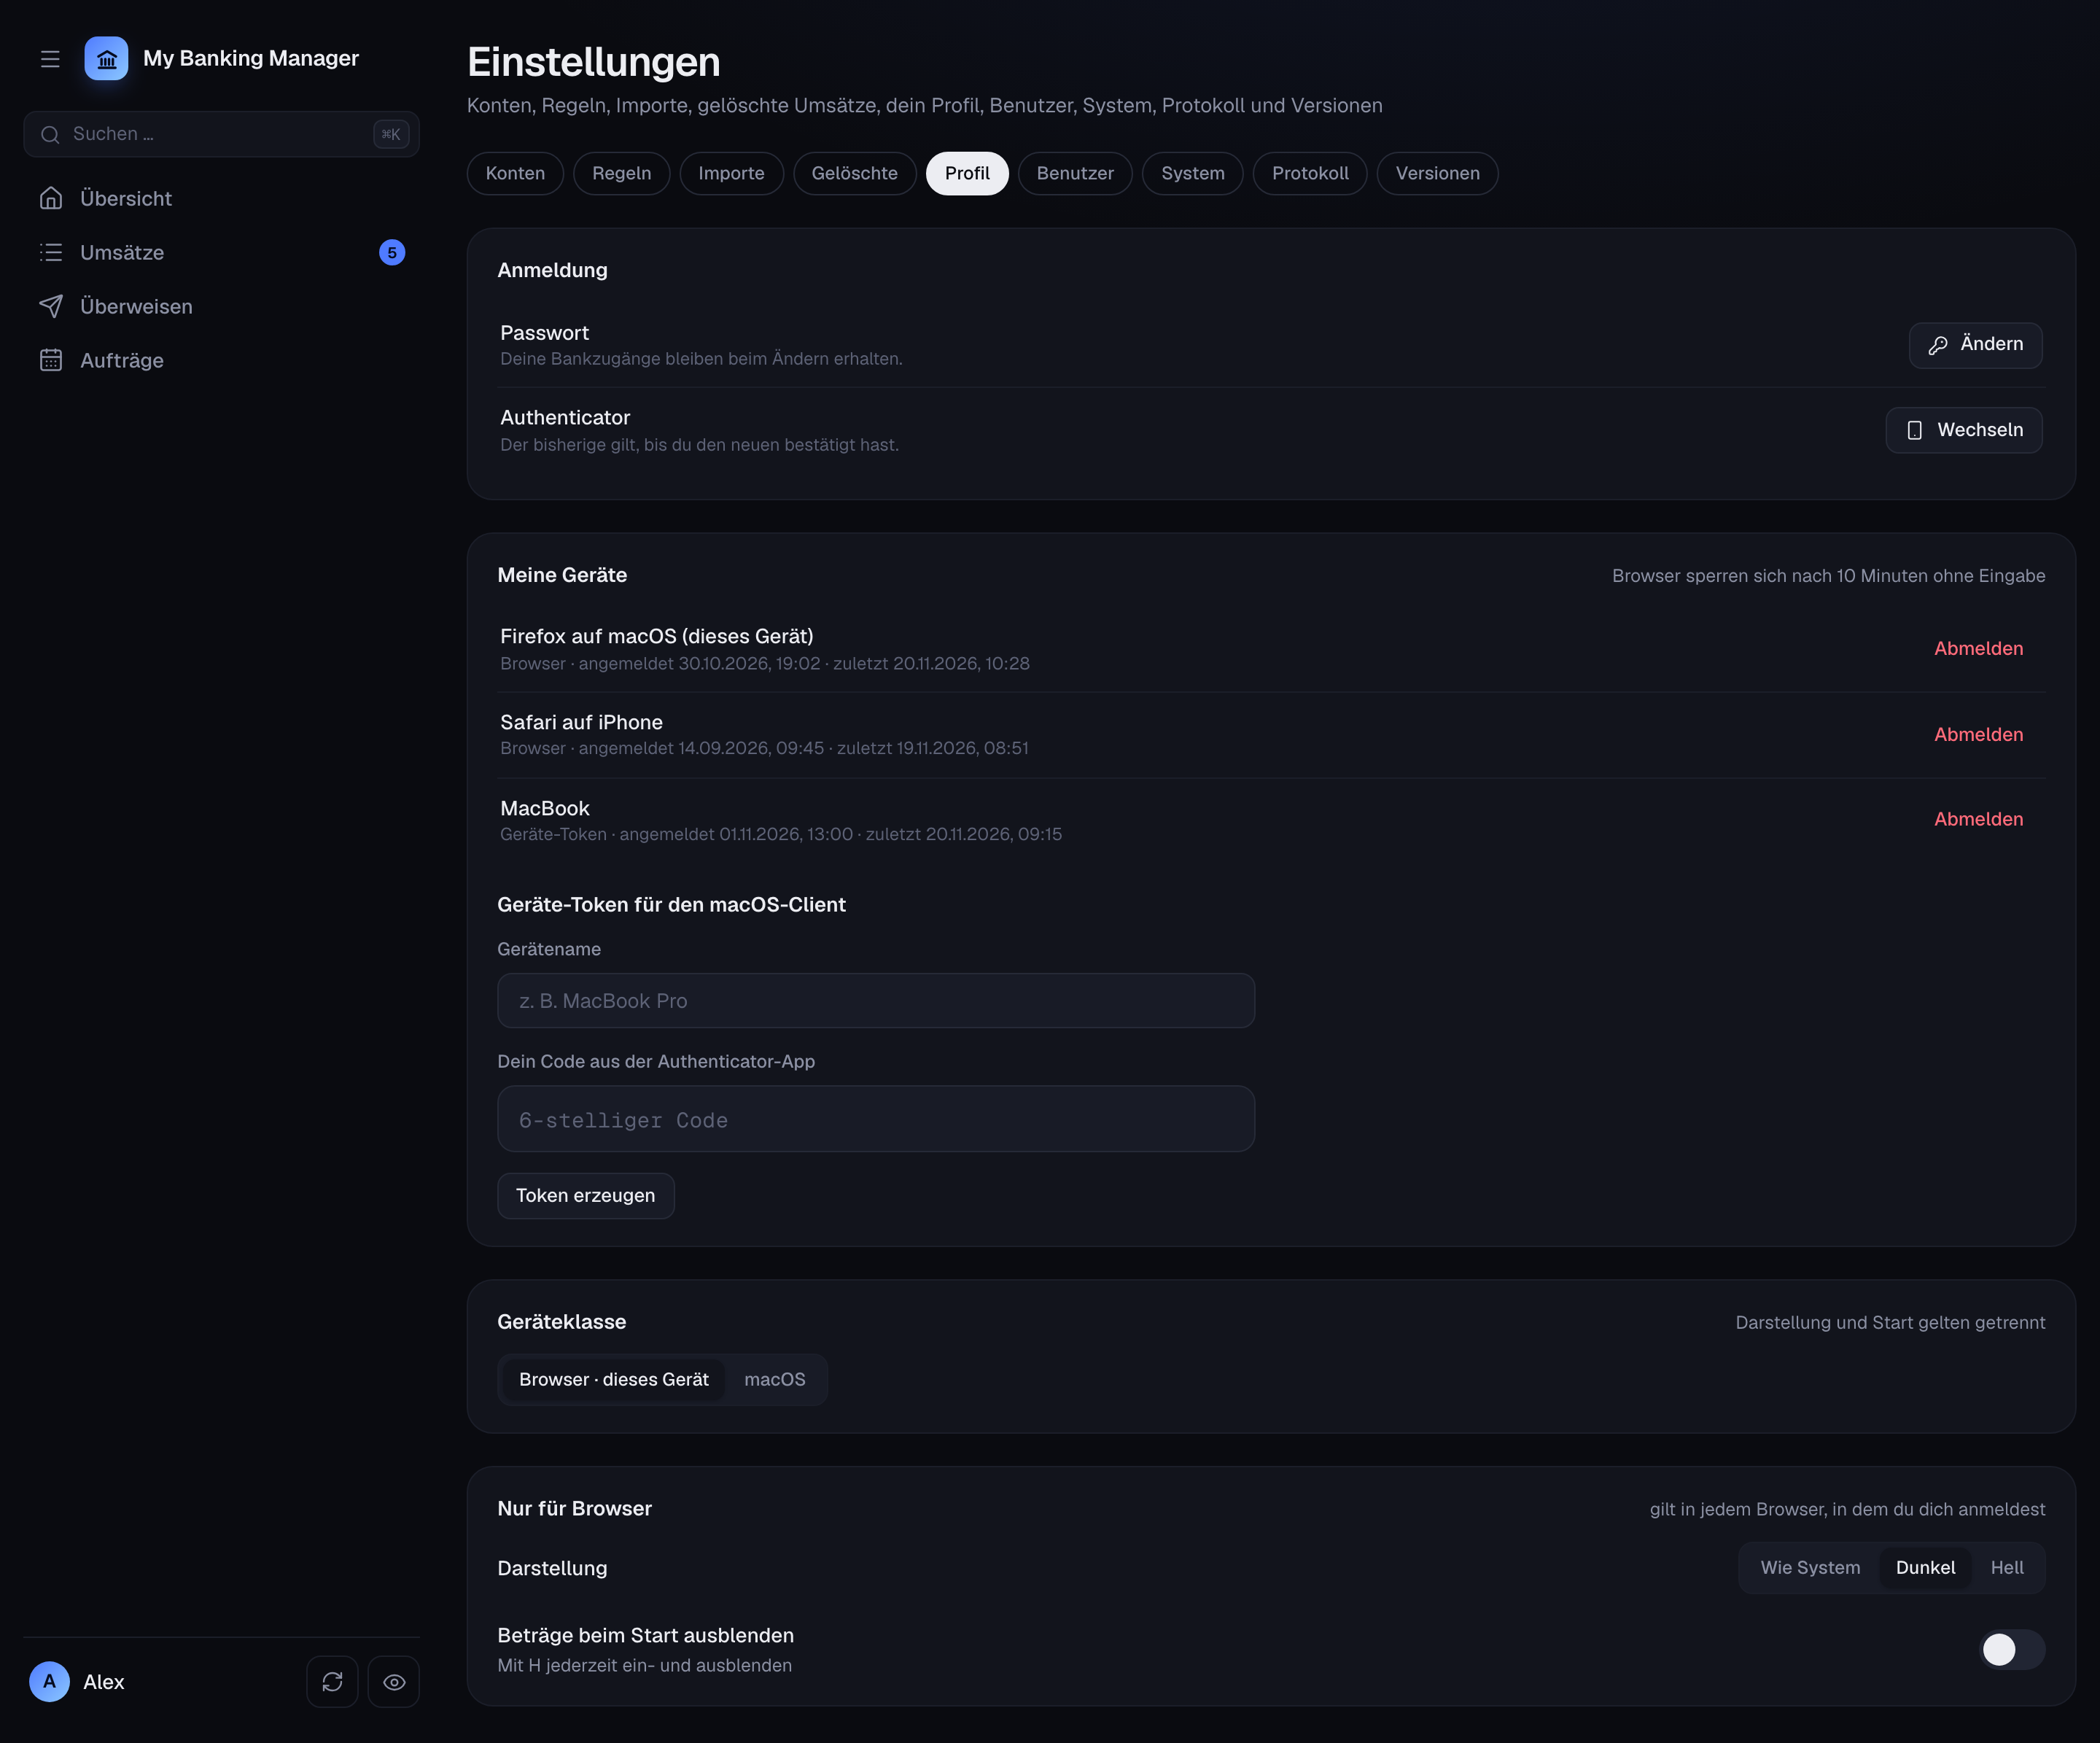 My Banking Manager
Suchen …
⌘K
Übersicht
Umsätze
5
Überweisen
Aufträge
A
Alex
Einstellungen
Konten, Regeln, Importe, gelöschte Umsätze, dein Profil, Benutzer, System, Protokoll und Versionen
Konten
Regeln
Importe
Gelöschte
Profil
Benutzer
System
Protokoll
Versionen
Anmeldung
Passwort
Deine Bankzugänge bleiben beim Ändern erhalten.
Ändern
Authenticator
Der bisherige gilt, bis du den neuen bestätigt hast.
Wechseln
Meine Geräte
Browser sperren sich nach 10 Minuten ohne Eingabe
Firefox auf macOS (dieses Gerät)
Browser · angemeldet 30.10.2026, 19:02 · zuletzt 20.11.2026, 10:28
Abmelden
Safari auf iPhone
Browser · angemeldet 14.09.2026, 09:45 · zuletzt 19.11.2026, 08:51
Abmelden
MacBook
Geräte-Token · angemeldet 01.11.2026, 13:00 · zuletzt 20.11.2026, 09:15
Abmelden
Geräte-Token für den macOS-Client
Gerätename
z. B. MacBook Pro
Dein Code aus der Authenticator-App
6-stelliger Code
Token erzeugen
Geräteklasse
Darstellung und Start gelten getrennt
Browser · dieses Gerät
macOS
Nur für Browser
gilt in jedem Browser, in dem du dich anmeldest
Darstellung
Wie System
Dunkel
Hell
Beträge beim Start ausblenden
Mit H jederzeit ein- und ausblenden